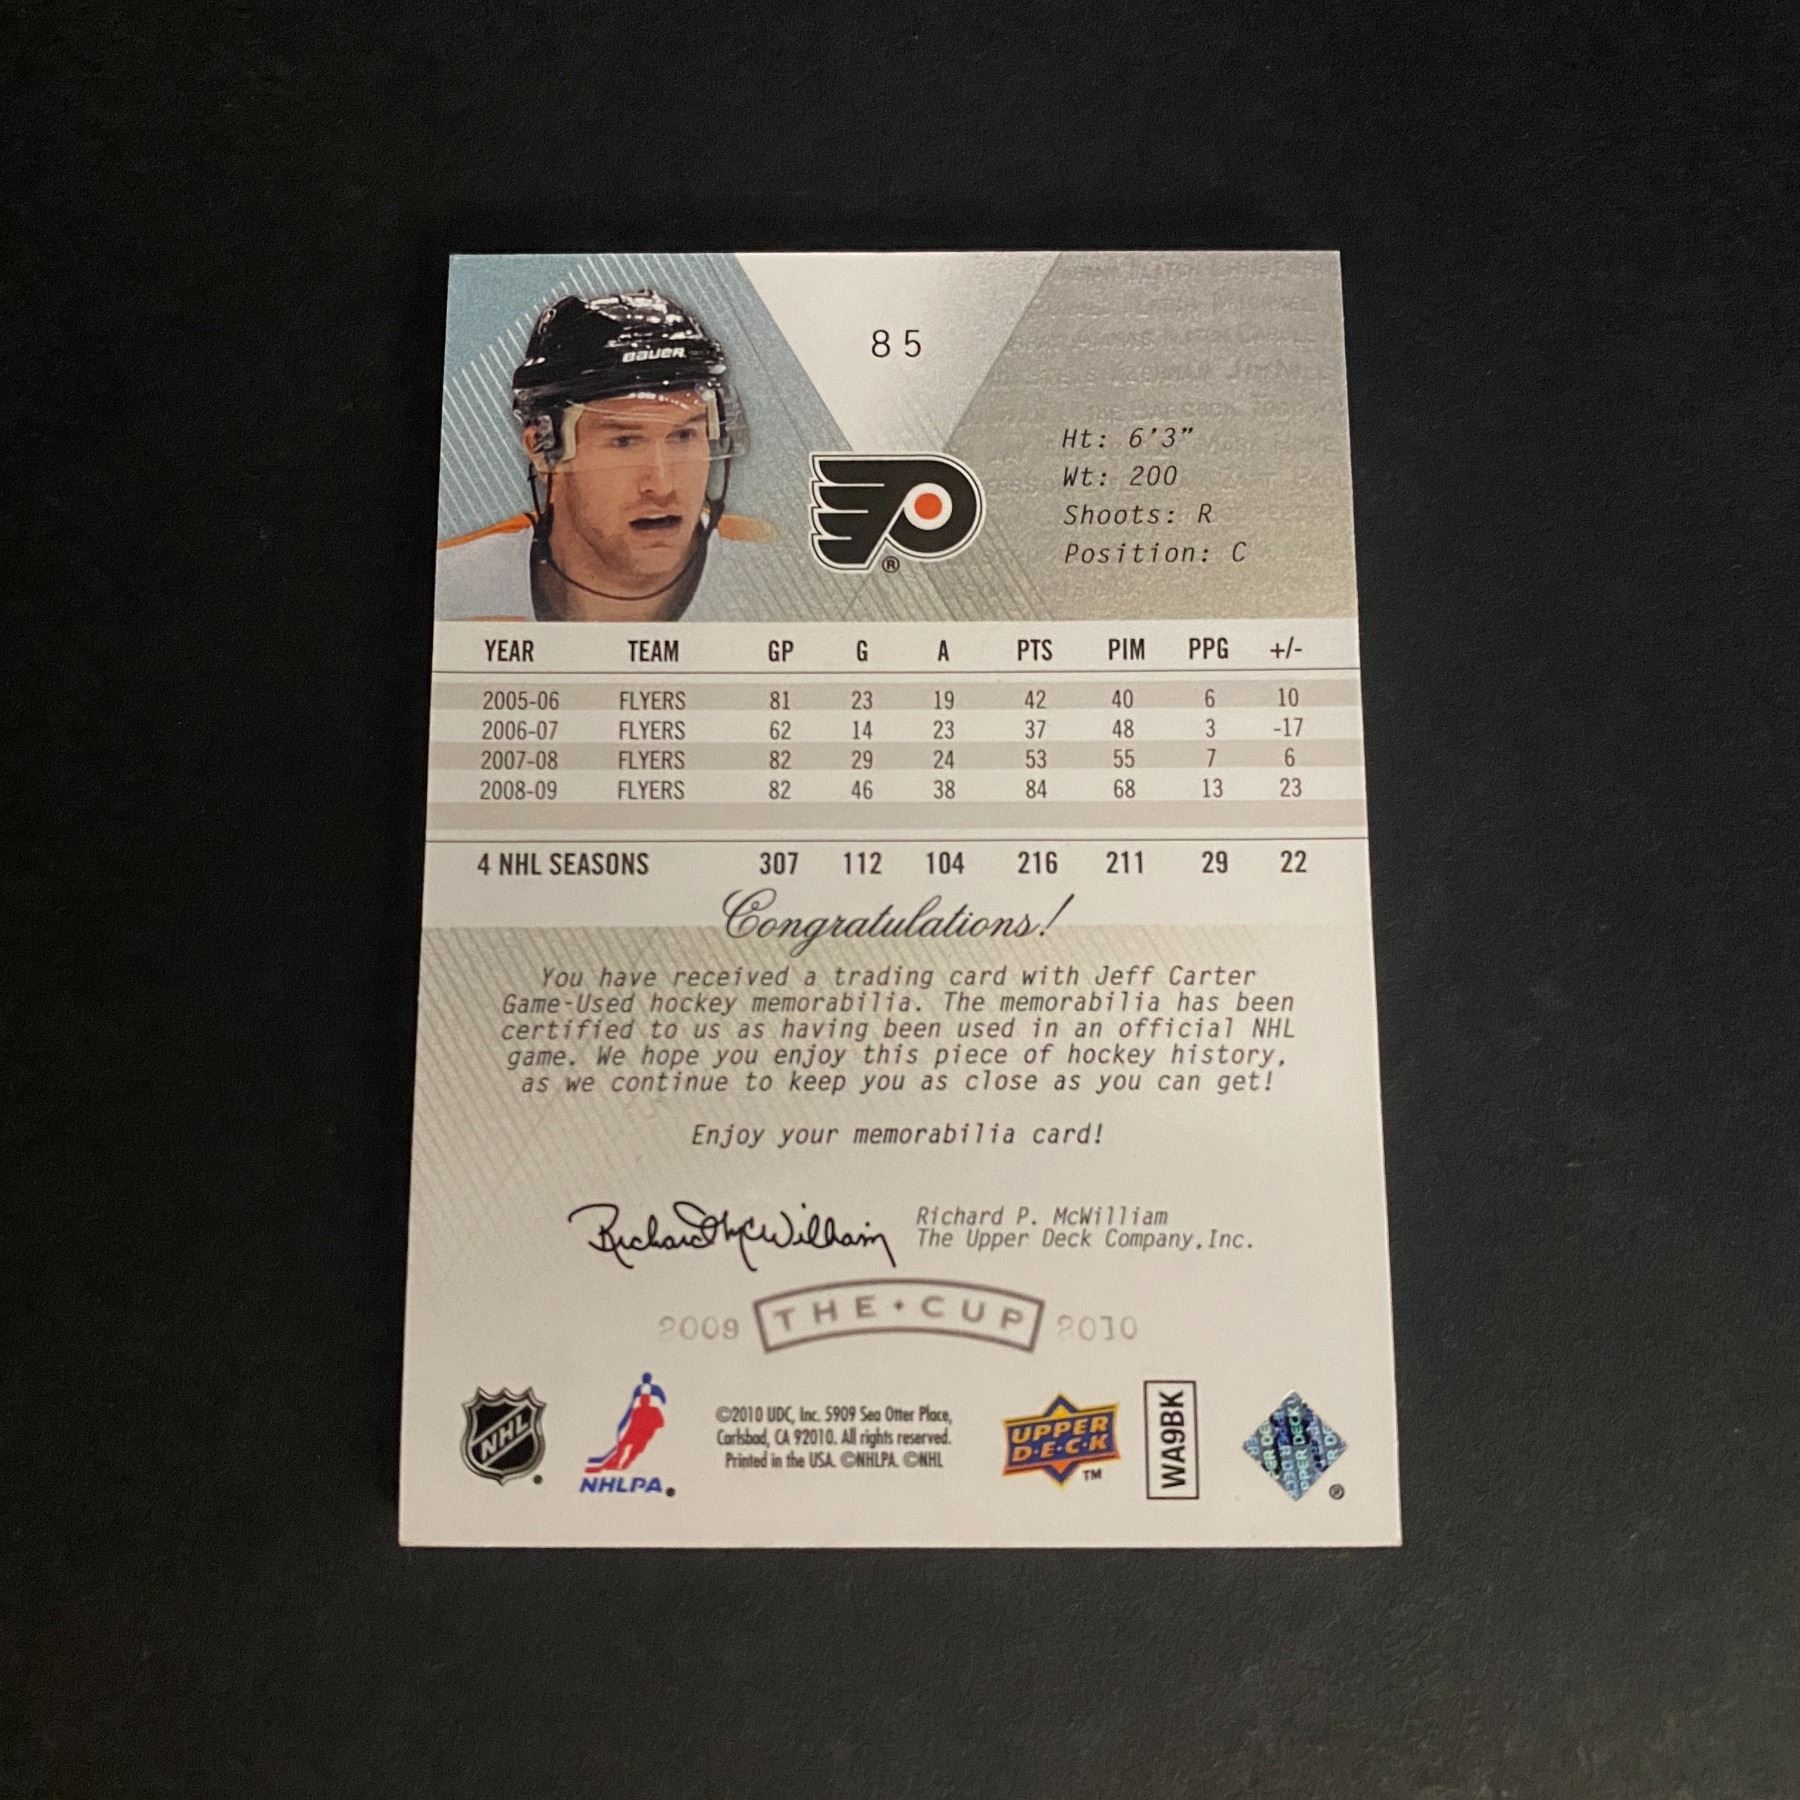 BAUER
85
Ht: 6'3"
Wt: 200
Shoots: R
Position: C
®
YEAR TEAM GP G A PTS PIM PPG +/-
2005-06 FLYERS 81 23 19 42 40 6 10
2006-07 FLYERS 62 14 23 37 48 3 -17
2007-08 FLYERS 82 29 24 53 55 7 6
2008-09 FLYERS 82 46 38 84 68 13 23
4 NHL SEASONS 307 112 104 216 211 29 22
Congratulations!
You have received a trading card with Jeff Carter
Game-Used hockey memorabilia. The memorabilia has been
certified to us as having been used in an official NHL
game. We hope you enjoy this piece of hockey history,
as we continue to keep you as close as you can get!
Enjoy your memorabilia card!
Richard McWilliam
Richard P. McWilliam
The Upper Deck Company,Inc.
2009 THE CUP 2010
NHL
NHLPA®
©2010 UDC, Inc. 5909 Sea Otter Place,
Carlsbad, CA 92010. All rights reserved.
Printed in the USA. ©NHLPA. ©NHL
UPPER
D·E·C·K
TM
WA9BK
UPPER DECK
®